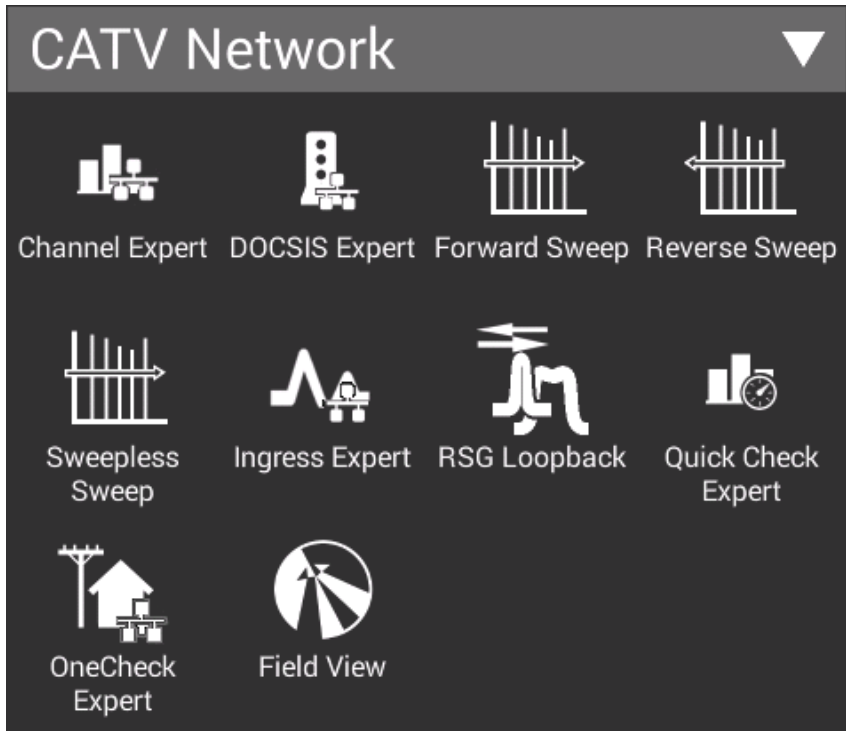 CATV Network
Channel Expert
DOCSIS Expert
Forward Sweep
Reverse Sweep
Sweepless
Sweep
Ingress Expert
RSG Loopback
Quick Check
Expert
OneCheck
Expert
Field View